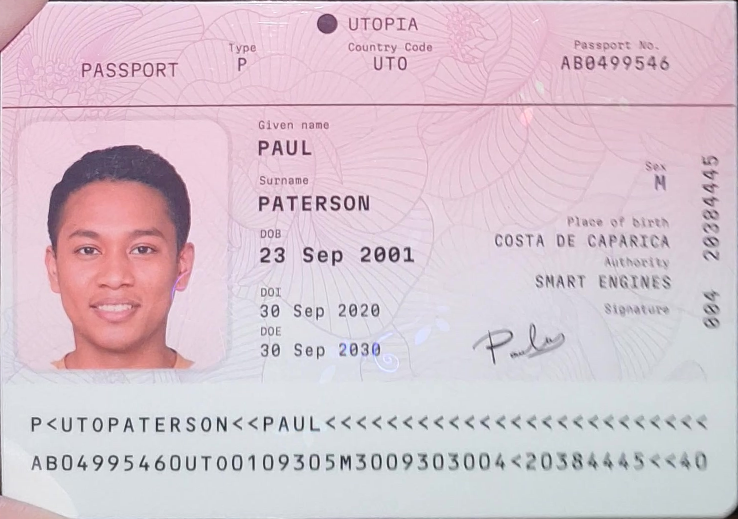 UTOPIA
PASSPORT
Type
P
Country Code
UTO
Passport No.
AB0499546
Given name
PAUL
Surname
PATERSON
DOB
23 Sep 2001
DOI
30 Sep 2020
DOE
30 Sep 2030
Sex
M
Place of birth
COSTA DE CAPARICA
Authority
SMART ENGINES
Signature
Paula
004 20384445
P<UTOPATERSON<<PAUL<<<<<<<<<<<<<<<<<<<<<<<<<
AB04995460UTO0109305M3009303004<20384445<<40